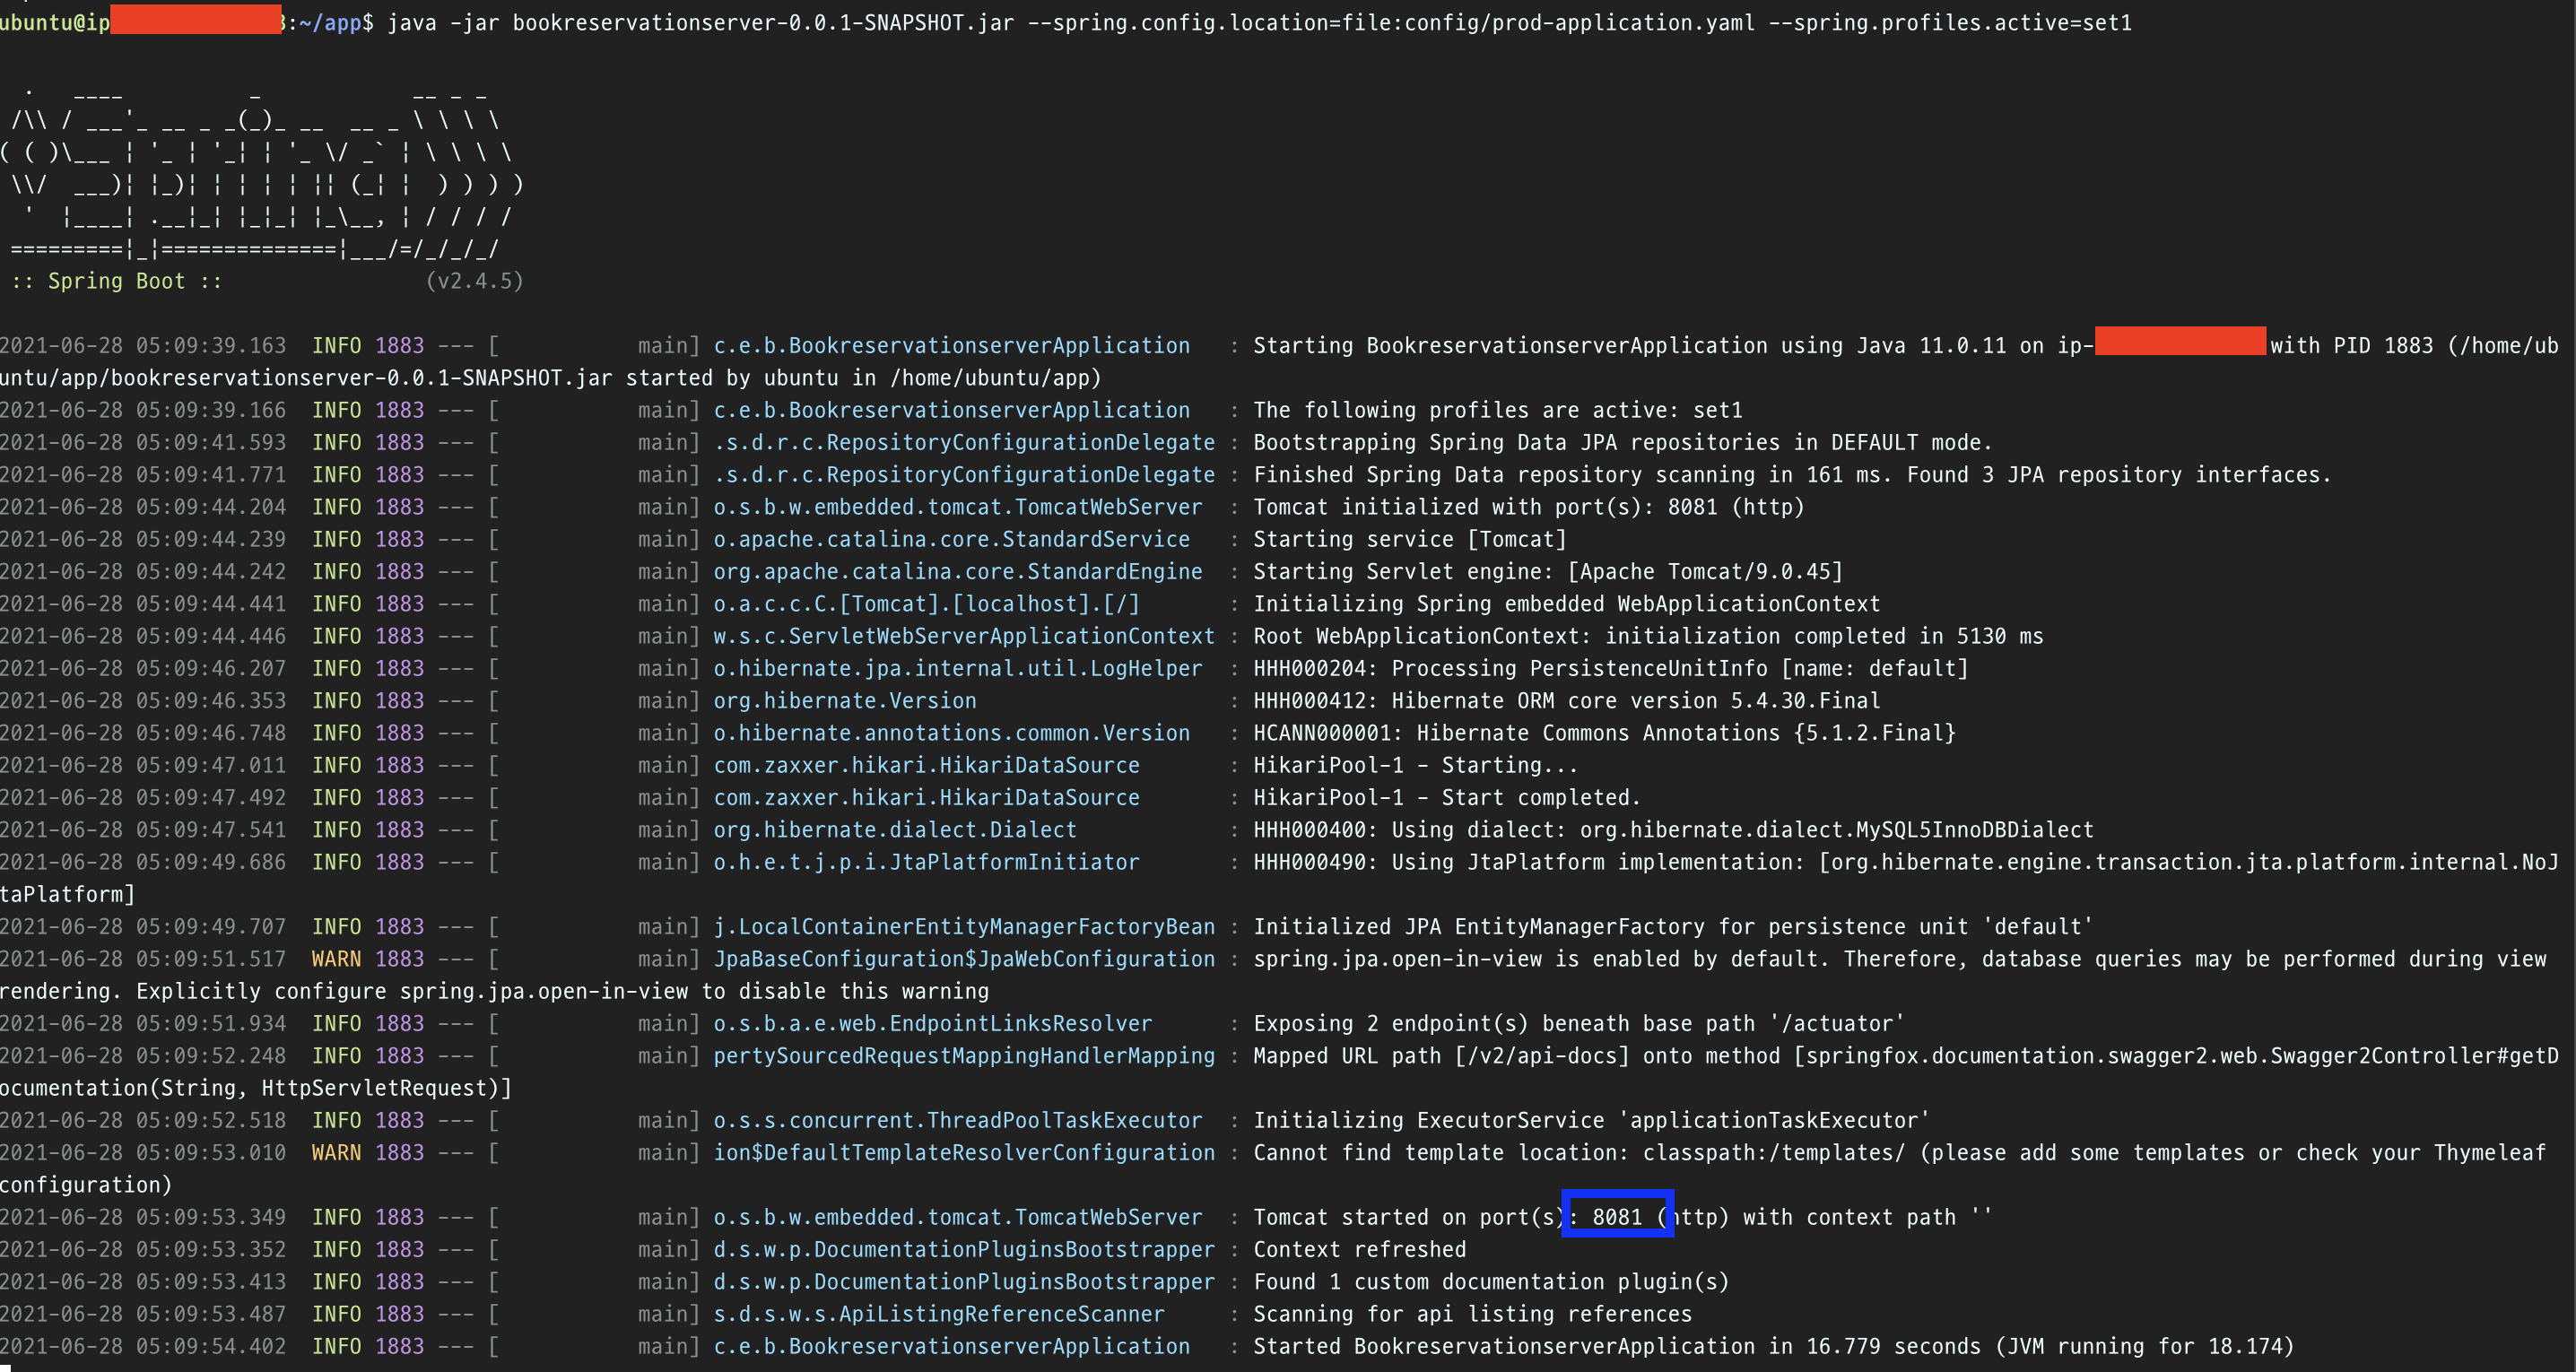 ubuntu@ip :~/app$ java -jar bookreservationserver-0.0.1-SNAPSHOT.jar --spring.config.location=file:config/prod-application.yaml --spring.profiles.active=set1
  .   ____          _            __ _ _
 /\\ / ___'_ __ _ _(_)_ __  __ _ \ \ \ \
( ( )\___ | '_ | '_| | '_ \/ _` | \ \ \ \
 \\/  ___)| |_)| | | | | || (_| |  ) ) ) )
  '  |____| .__|_| |_|_| |_\__, | / / / /
 =========|_|==============|___/=/_/_/_/
 :: Spring Boot ::                (v2.4.5)
2021-06-28 05:09:39.163  INFO 1883 --- [           main] c.e.b.BookreservationserverApplication   : Starting BookreservationserverApplication using Java 11.0.11 on ip- with PID 1883 (/home/ub
untu/app/bookreservationserver-0.0.1-SNAPSHOT.jar started by ubuntu in /home/ubuntu/app)
2021-06-28 05:09:39.166  INFO 1883 --- [           main] c.e.b.BookreservationserverApplication   : The following profiles are active: set1
2021-06-28 05:09:41.593  INFO 1883 --- [           main] .s.d.r.c.RepositoryConfigurationDelegate : Bootstrapping Spring Data JPA repositories in DEFAULT mode.
2021-06-28 05:09:41.771  INFO 1883 --- [           main] .s.d.r.c.RepositoryConfigurationDelegate : Finished Spring Data repository scanning in 161 ms. Found 3 JPA repository interfaces.
2021-06-28 05:09:44.204  INFO 1883 --- [           main] o.s.b.w.embedded.tomcat.TomcatWebServer  : Tomcat initialized with port(s): 8081 (http)
2021-06-28 05:09:44.239  INFO 1883 --- [           main] o.apache.catalina.core.StandardService   : Starting service [Tomcat]
2021-06-28 05:09:44.242  INFO 1883 --- [           main] org.apache.catalina.core.StandardEngine  : Starting Servlet engine: [Apache Tomcat/9.0.45]
2021-06-28 05:09:44.441  INFO 1883 --- [           main] o.a.c.c.C.[Tomcat].[localhost].[/]       : Initializing Spring embedded WebApplicationContext
2021-06-28 05:09:44.446  INFO 1883 --- [           main] w.s.c.ServletWebServerApplicationContext : Root WebApplicationContext: initialization completed in 5130 ms
2021-06-28 05:09:46.207  INFO 1883 --- [           main] o.hibernate.jpa.internal.util.LogHelper  : HHH000204: Processing PersistenceUnitInfo [name: default]
2021-06-28 05:09:46.353  INFO 1883 --- [           main] org.hibernate.Version                    : HHH000412: Hibernate ORM core version 5.4.30.Final
2021-06-28 05:09:46.748  INFO 1883 --- [           main] o.hibernate.annotations.common.Version   : HCANN000001: Hibernate Commons Annotations {5.1.2.Final}
2021-06-28 05:09:47.011  INFO 1883 --- [           main] com.zaxxer.hikari.HikariDataSource       : HikariPool-1 - Starting...
2021-06-28 05:09:47.492  INFO 1883 --- [           main] com.zaxxer.hikari.HikariDataSource       : HikariPool-1 - Start completed.
2021-06-28 05:09:47.541  INFO 1883 --- [           main] org.hibernate.dialect.Dialect            : HHH000400: Using dialect: org.hibernate.dialect.MySQL5InnoDBDialect
2021-06-28 05:09:49.686  INFO 1883 --- [           main] o.h.e.t.j.p.i.JtaPlatformInitiator       : HHH000490: Using JtaPlatform implementation: [org.hibernate.engine.transaction.jta.platform.internal.NoJ
taPlatform]
2021-06-28 05:09:49.707  INFO 1883 --- [           main] j.LocalContainerEntityManagerFactoryBean : Initialized JPA EntityManagerFactory for persistence unit 'default'
2021-06-28 05:09:51.517  WARN 1883 --- [           main] JpaBaseConfiguration$JpaWebConfiguration : spring.jpa.open-in-view is enabled by default. Therefore, database queries may be performed during view
rendering. Explicitly configure spring.jpa.open-in-view to disable this warning
2021-06-28 05:09:51.934  INFO 1883 --- [           main] o.s.b.a.e.web.EndpointLinksResolver      : Exposing 2 endpoint(s) beneath base path '/actuator'
2021-06-28 05:09:52.248  INFO 1883 --- [           main] pertySourcedRequestMappingHandlerMapping : Mapped URL path [/v2/api-docs] onto method [springfox.documentation.swagger2.web.Swagger2Controller#getD
ocumentation(String, HttpServletRequest)]
2021-06-28 05:09:52.518  INFO 1883 --- [           main] o.s.s.concurrent.ThreadPoolTaskExecutor  : Initializing ExecutorService 'applicationTaskExecutor'
2021-06-28 05:09:53.010  WARN 1883 --- [           main] ion$DefaultTemplateResolverConfiguration : Cannot find template location: classpath:/templates/ (please add some templates or check your Thymeleaf
configuration)
2021-06-28 05:09:53.349  INFO 1883 --- [           main] o.s.b.w.embedded.tomcat.TomcatWebServer  : Tomcat started on port(s): 8081 (http) with context path ''
2021-06-28 05:09:53.352  INFO 1883 --- [           main] d.s.w.p.DocumentationPluginsBootstrapper : Context refreshed
2021-06-28 05:09:53.413  INFO 1883 --- [           main] d.s.w.p.DocumentationPluginsBootstrapper : Found 1 custom documentation plugin(s)
2021-06-28 05:09:53.487  INFO 1883 --- [           main] s.d.s.w.s.ApiListingReferenceScanner     : Scanning for api listing references
2021-06-28 05:09:54.402  INFO 1883 --- [           main] c.e.b.BookreservationserverApplication   : Started BookreservationserverApplication in 16.779 seconds (JVM running for 18.174)